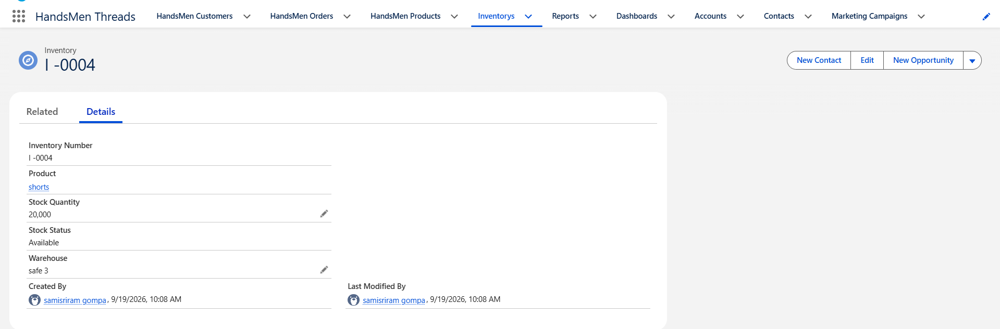 HandsMen Threads HandsMen Customers HandsMen Orders HandsMen Products Inventorys Reports Dashboards Accounts Contacts Marketing Campaigns
Inventory
I -0004
New Contact Edit New Opportunity
Related Details
Inventory Number
I -0004
Product
shorts
Stock Quantity
20,000
Stock Status
Available
Warehouse
safe 3
Created By Last Modified By
samisriram gompa, 9/19/2026, 10:08 AM samisriram gompa, 9/19/2026, 10:08 AM